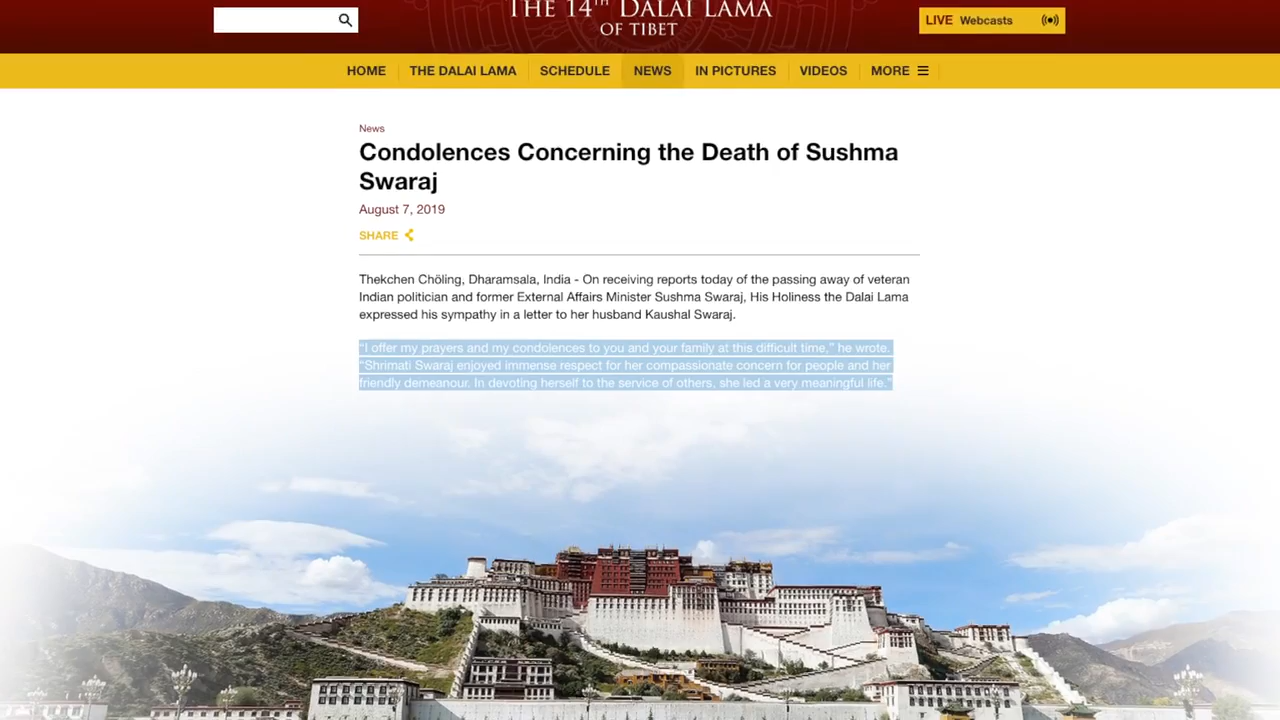 THE 14TH DALAI LAMA
OF TIBET
LIVE Webcasts
HOME
THE DALAI LAMA
SCHEDULE
NEWS
IN PICTURES
VIDEOS
MORE
News
Condolences Concerning the Death of Sushma
Swaraj
August 7, 2019
SHARE
Thekchen Chöling, Dharamsala, India - On receiving reports today of the passing away of veteran
Indian politician and former External Affairs Minister Sushma Swaraj, His Holiness the Dalai Lama
expressed his sympathy in a letter to her husband Kaushal Swaraj.
“I offer my prayers and my condolences to you and your family at this difficult time,” he wrote.
“Shrimati Swaraj enjoyed immense respect for her compassionate concern for people and her
friendly demeanour. In devoting herself to the service of others, she led a very meaningful life.”